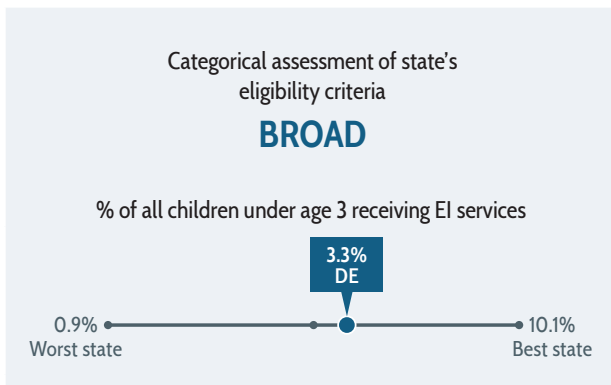 Categorical assessment of state's
eligibility criteria
BROAD
% of all children under age 3 receiving EI services
3.3%
DE
0.9%
10.1%
Worst state
Best state